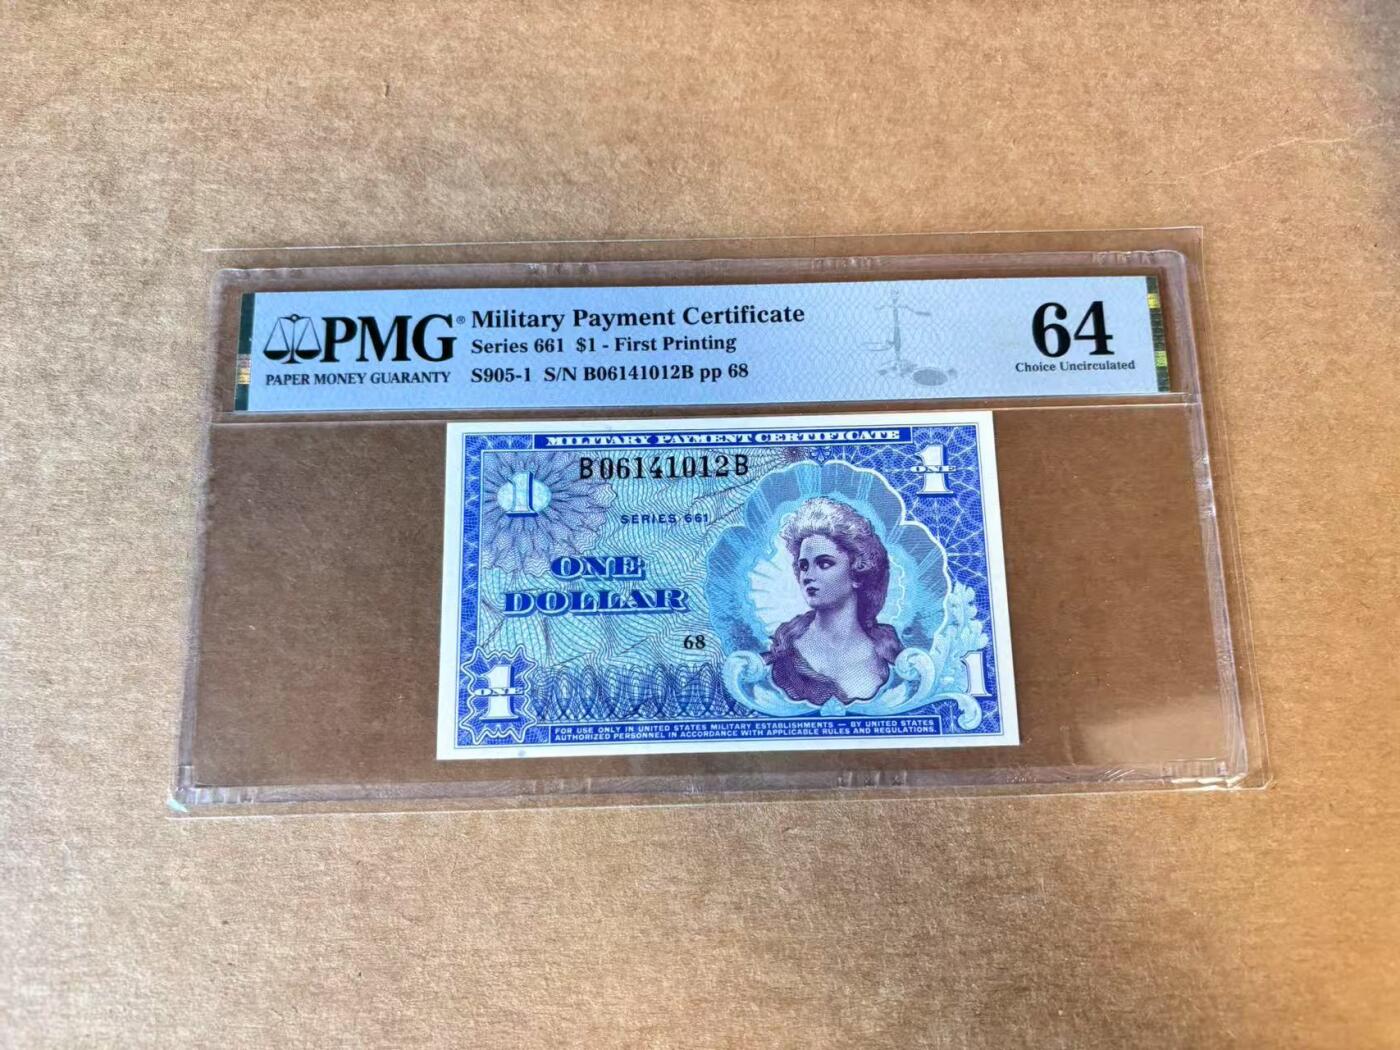 PMG®
PAPER MONEY GUARANTY
Military Payment Certificate
Series 661 $1 - First Printing
S905-1 S/N B06141012B pp 68
64
Choice Uncirculated
MILITARY PAYMENT CERTIFICATE
B06141012B
1
1
ONE
SERIES 661
ONE
DOLLAR
68
1
ONE
1
FOR USE ONLY IN UNITED STATES MILITARY ESTABLISHMENTS — BY UNITED STATES
AUTHORIZED PERSONNEL IN ACCORDANCE WITH APPLICABLE RULES AND REGULATIONS.